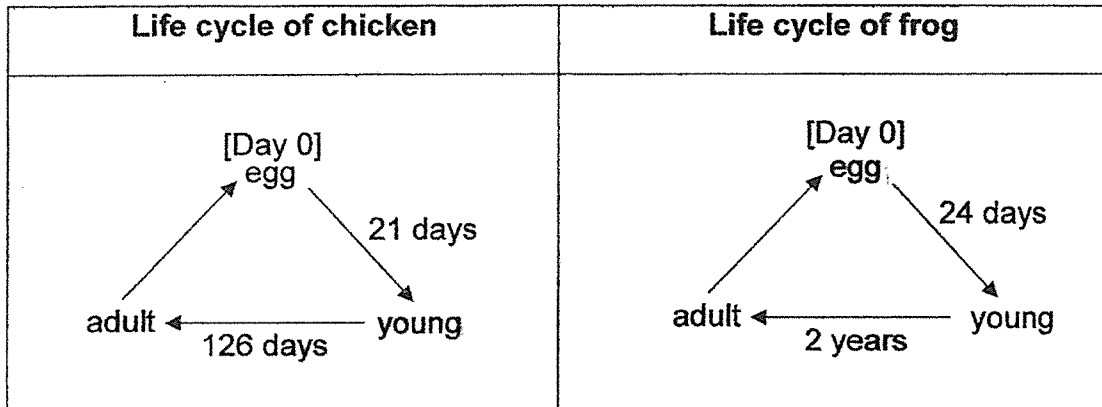 Life cycle of chicken
Life cycle of frog
[Day 0]
egg
21 days
adult
young
126 days
[Day 0]
egg
24 days
adult
young
2 years